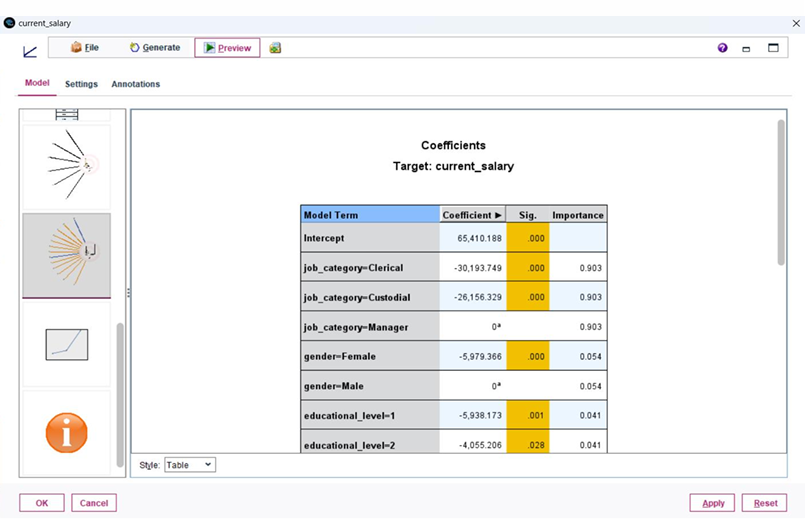 current_salary
File Generate Preview
Model Settings Annotations
Coefficients
Target: current_salary
Model Term Coefficient ▶ Sig. Importance
Intercept 65,410.188 .000
job_category=Clerical -30,193.749 .000 0.903
job_category=Custodial -26,156.329 .000 0.903
job_category=Manager 0ª 0.903
gender=Female -5,979.366 .000 0.054
gender=Male 0ª 0.054
educational_level=1 -5,938.173 .001 0.041
educational_level=2 -4,055.206 .028 0.041
Style: Table
OK Cancel Apply Reset